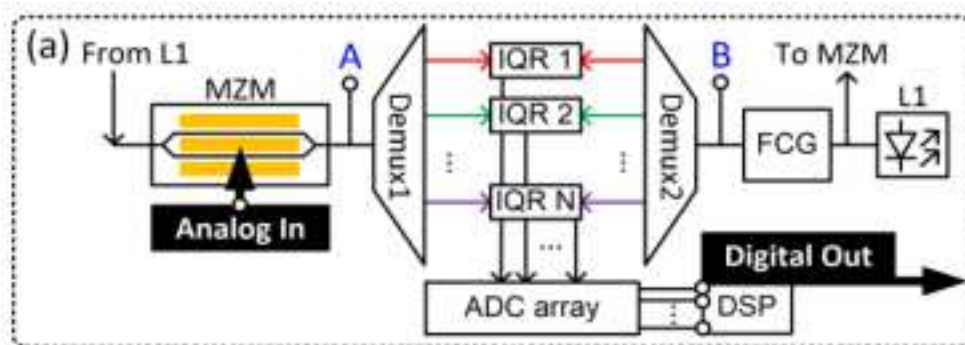 (a)
From L1
A
B
To MZM
MZM
L1
IQR 1
IQR 2
IQR N
...
...
...
Demux1
Demux2
FCG
Analog In
Digital Out
ADC array
...
DSP